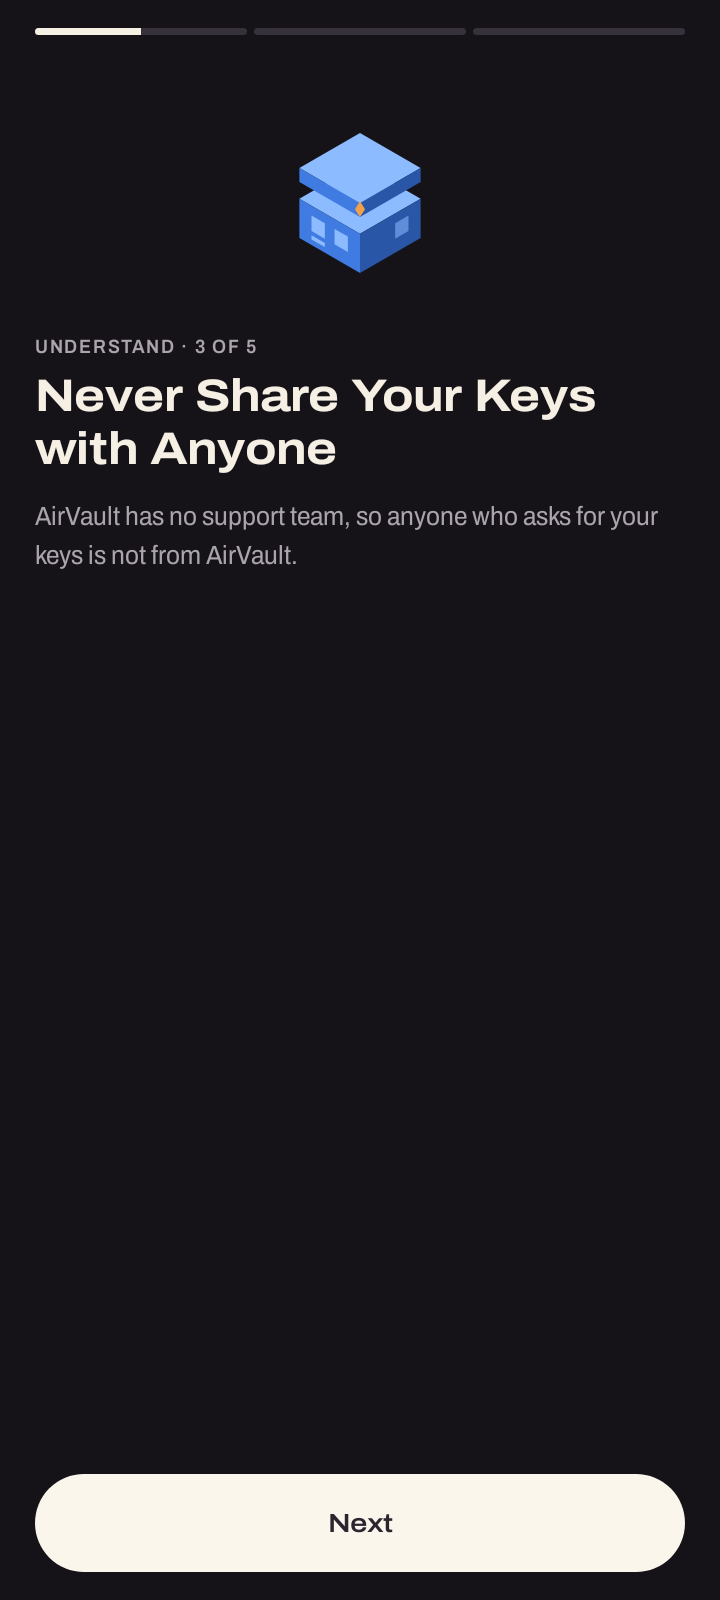 UNDERSTAND · 3 OF 5
Never Share Your Keys
with Anyone
AirVault has no support team, so anyone who asks for your
keys is not from AirVault.
Next